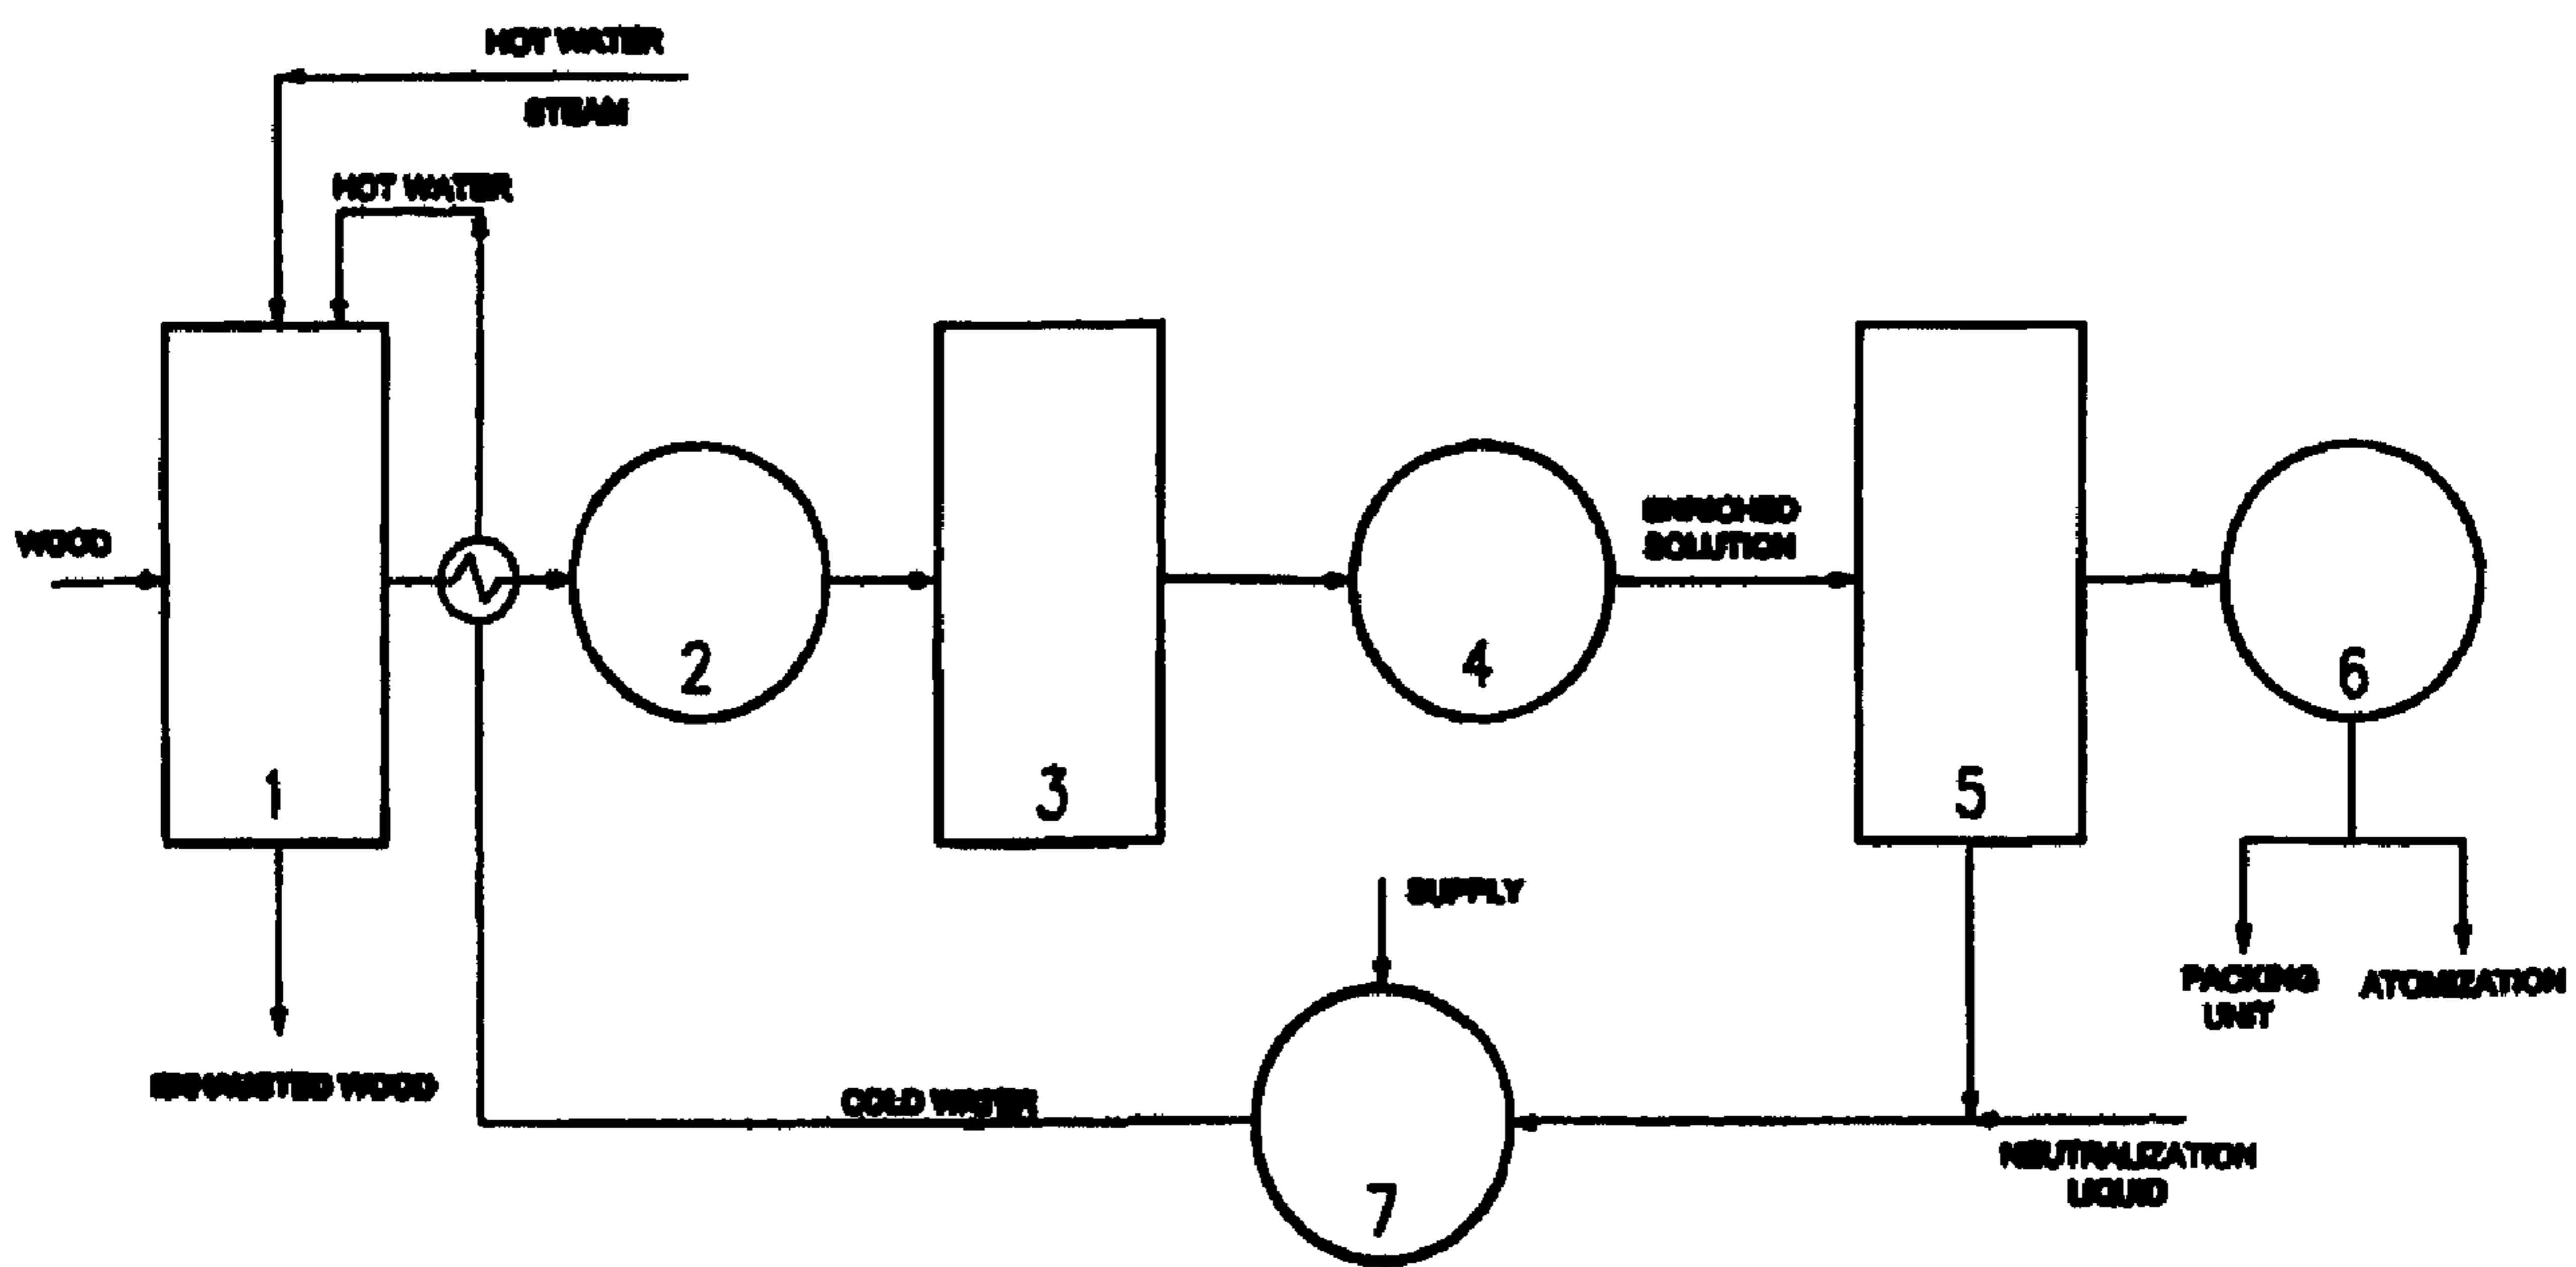 HOT WATER
STEAM
HOT WATER
WOOD
ENRICHED
SOLUTION
1
2
3
4
5
6
SUPPLY
PACKING
UNIT
ATOMIZATION
EXHAUSTED WOOD
COLD WATER
NEUTRALIZATION
LIQUID
7